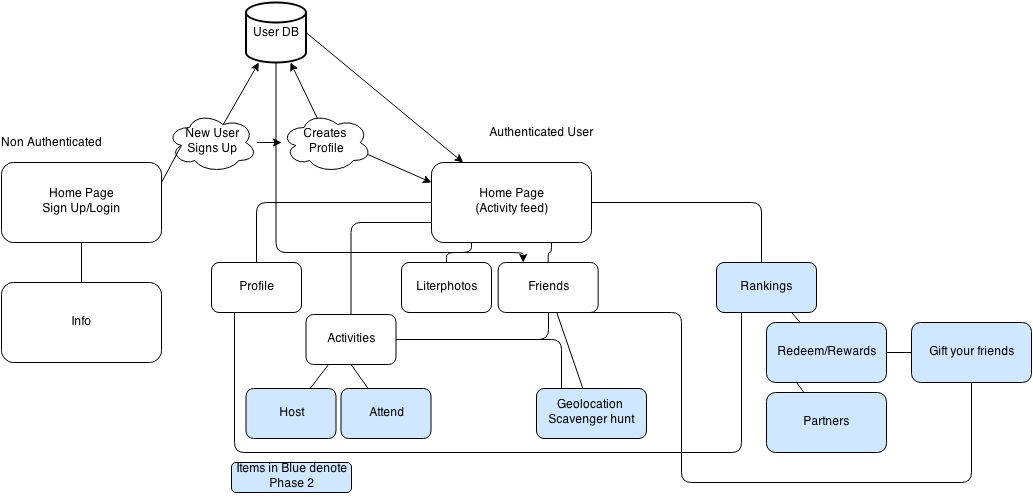 User DB
New User
Signs Up
Creates
Profile
Non Authenticated
Authenticated User
Home Page
Sign Up/Login
Home Page
(Activity feed)
Info
Profile
Literphotos
Friends
Rankings
Activities
Redeem/Rewards
Gift your friends
Host
Attend
Geolocation
Scavenger hunt
Partners
Items in Blue denote
Phase 2